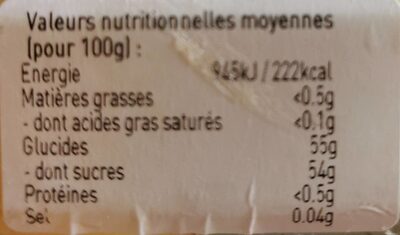 Valeurs nutritionnelles moyennes
(pour 100g) :
Energie 945kJ / 222kcal
Matières grasses <0.5g
- dont acides gras saturés <0.1g
Glucides 55g
- dont sucres 54g
Protéines <0.5g
Sel 0.04g